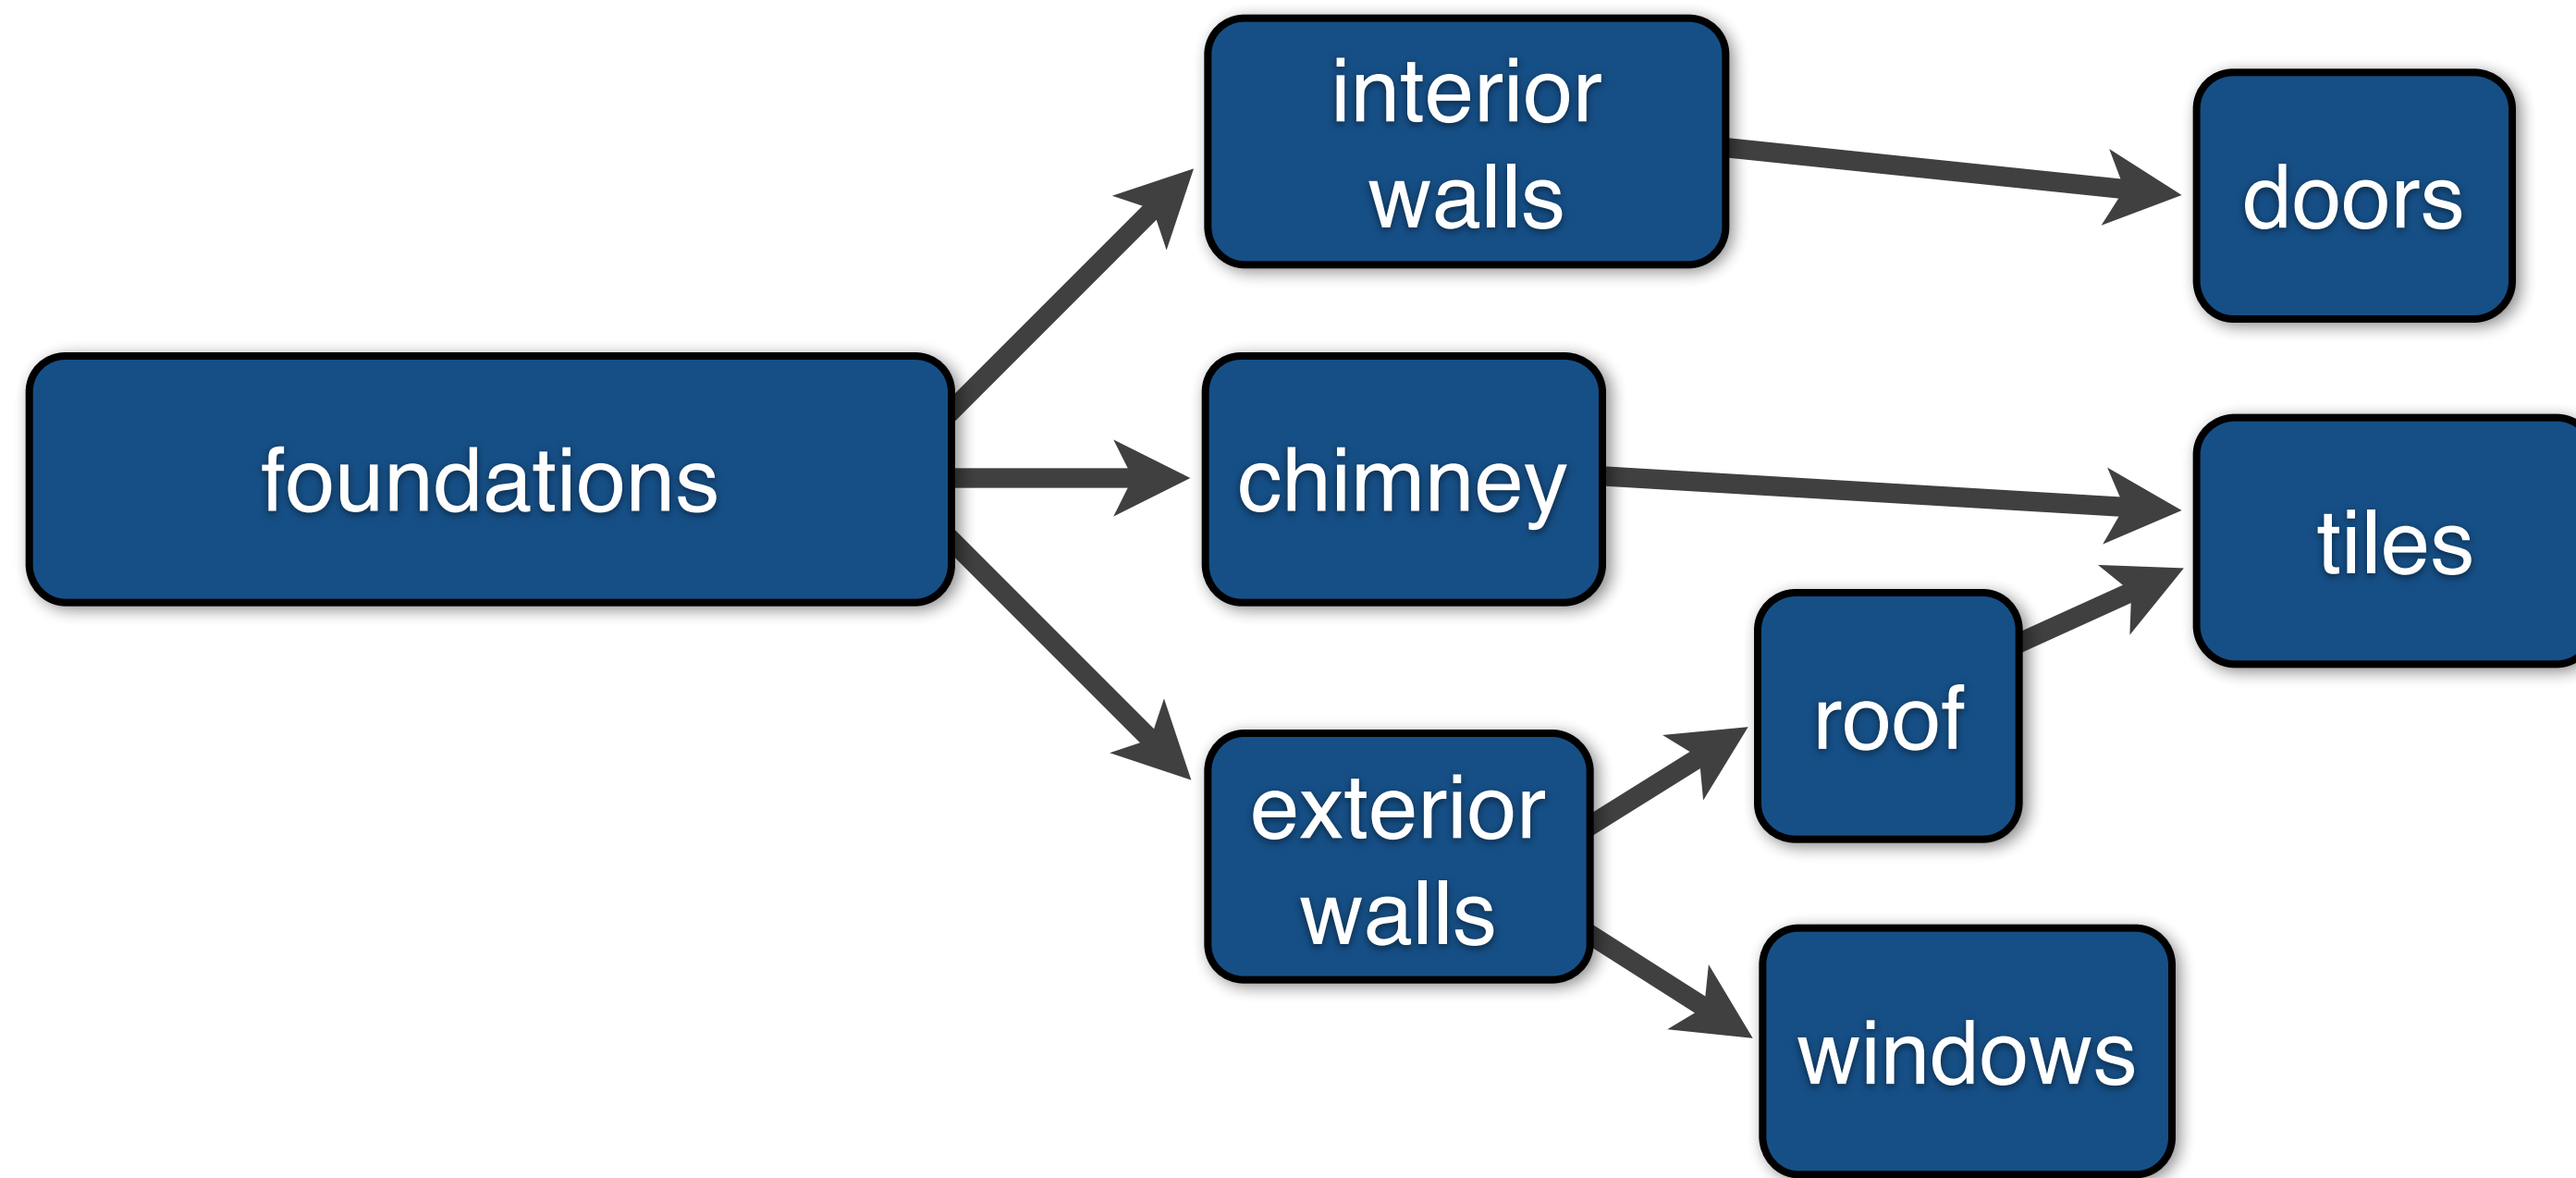 interior
walls
doors
foundations
chimney
tiles
roof
exterior
walls
windows